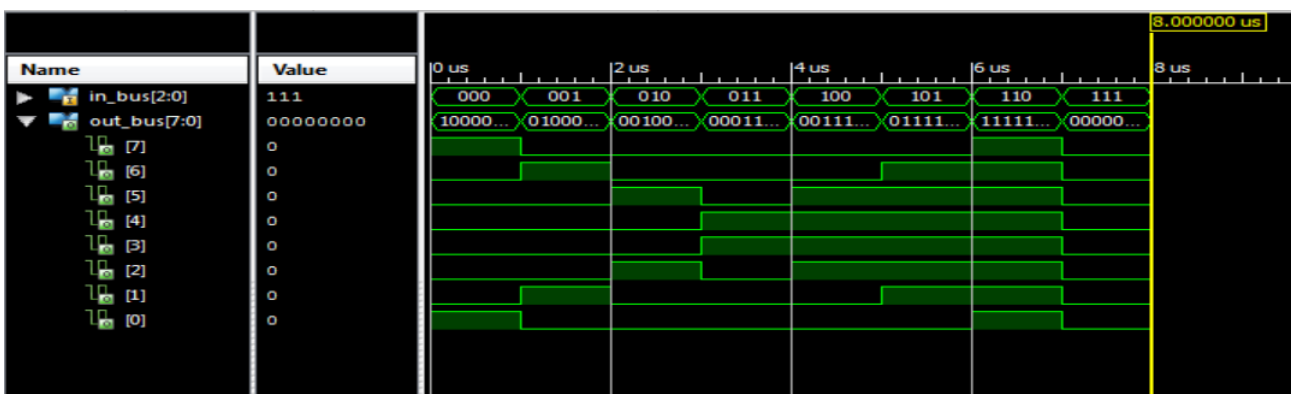 8.000000 us
Name Value 0 us 2 us 4 us 6 us 8 us
in_bus[2:0] 111 000 001 010 011 100 101 110 111
out_bus[7:0] 00000000 10000... 01000... 00100... 00011... 00111... 01111... 11111... 00000...
[7] 0
[6] 0
[5] 0
[4] 0
[3] 0
[2] 0
[1] 0
[0] 0